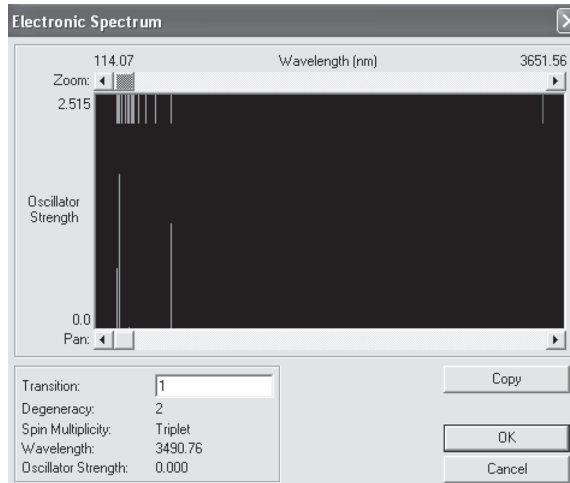 Electronic Spectrum
114.07 Wavelength (nm) 3651.56
Zoom:
2.515
Oscillator
Strength
0.0
Pan:
Transition: 1
Degeneracy: 2
Spin Multiplicity: Triplet
Wavelength: 3490.76
Oscillator Strength: 0.000
Copy
OK
Cancel